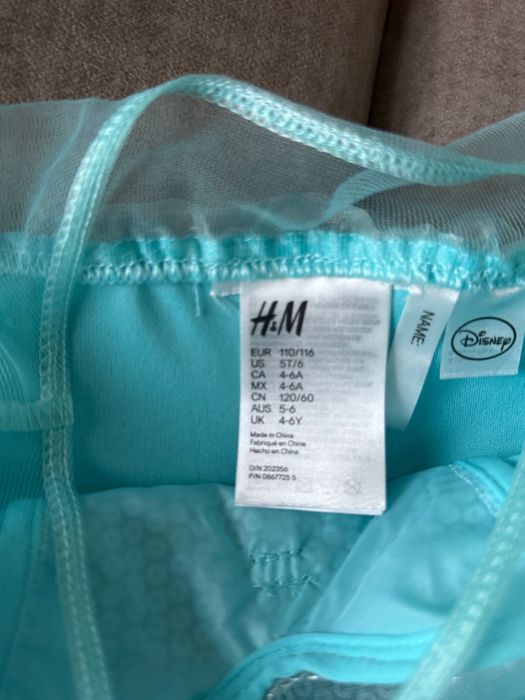 H&M
EUR 110/116
US 5T/6
CA 4-6A
MX 4-6A
CN 120/60
AUS 5-6
UK 4-6Y
Made in China
Fabriqué en Chine
Hecho en China
O/N 202356
P/N 0867725 5
NAME:
Disney